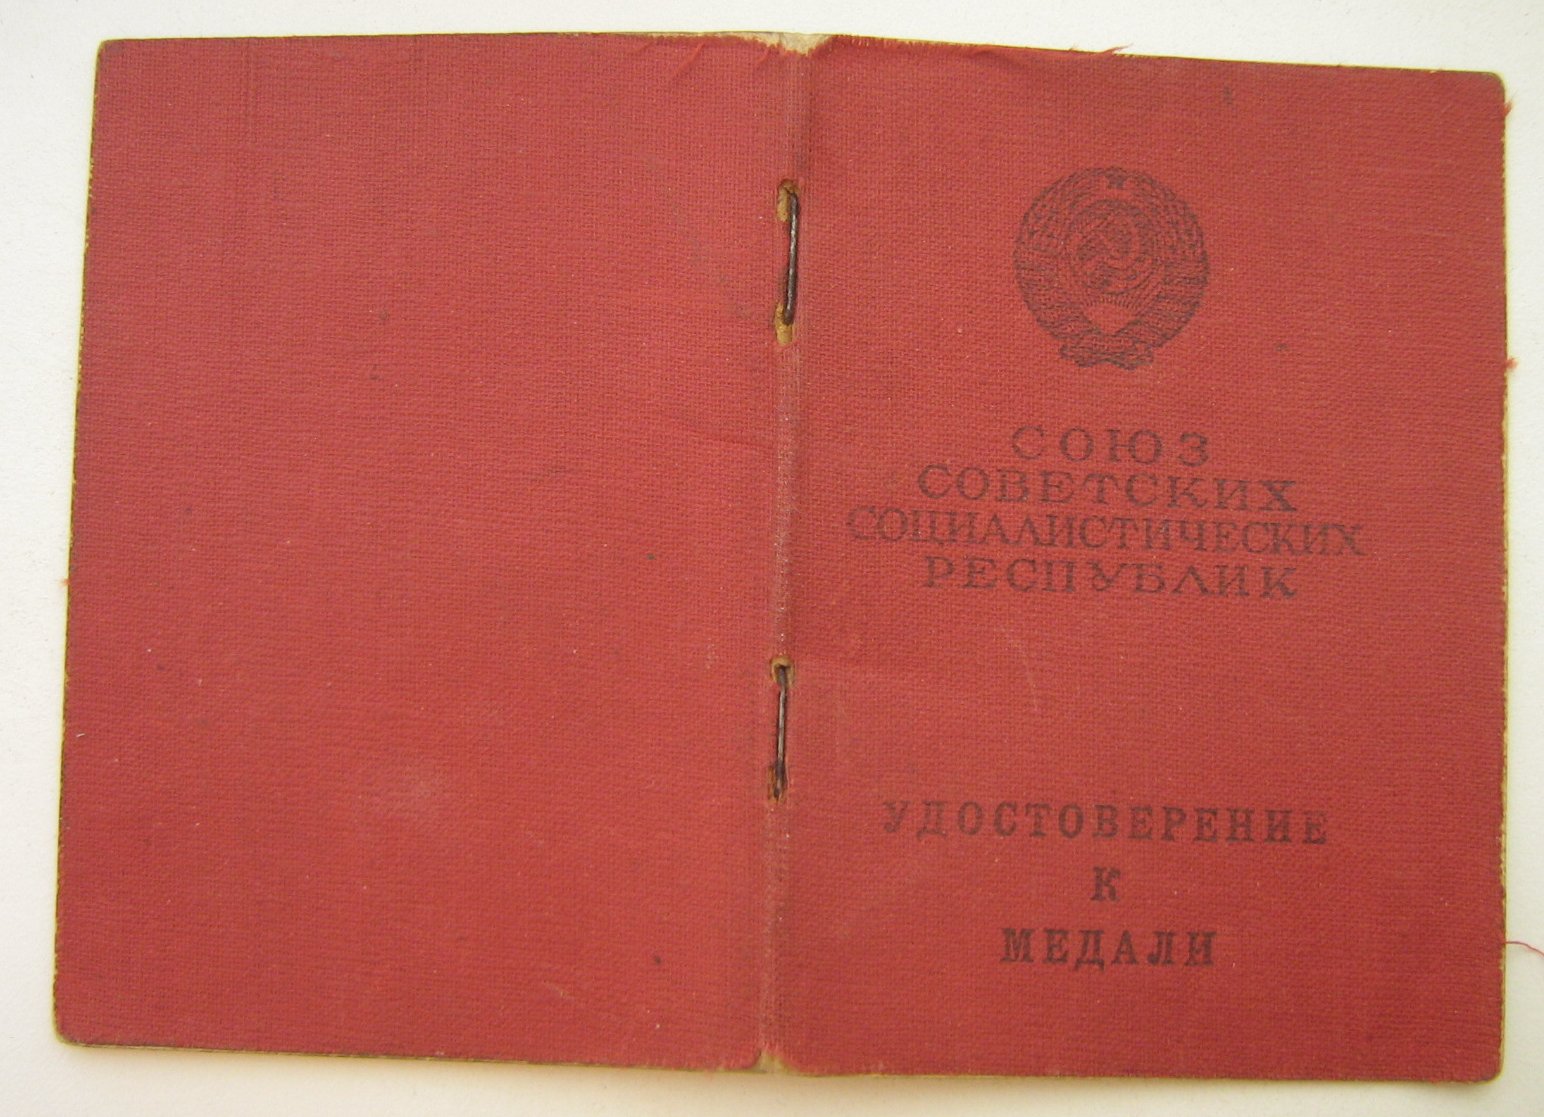 СОЮЗ
СОВЕТСКИХ
СОЦИАЛИСТИЧЕСКИХ
РЕСПУБЛИК
УДОСТОВЕРЕНИЕ
К
МЕДАЛИ